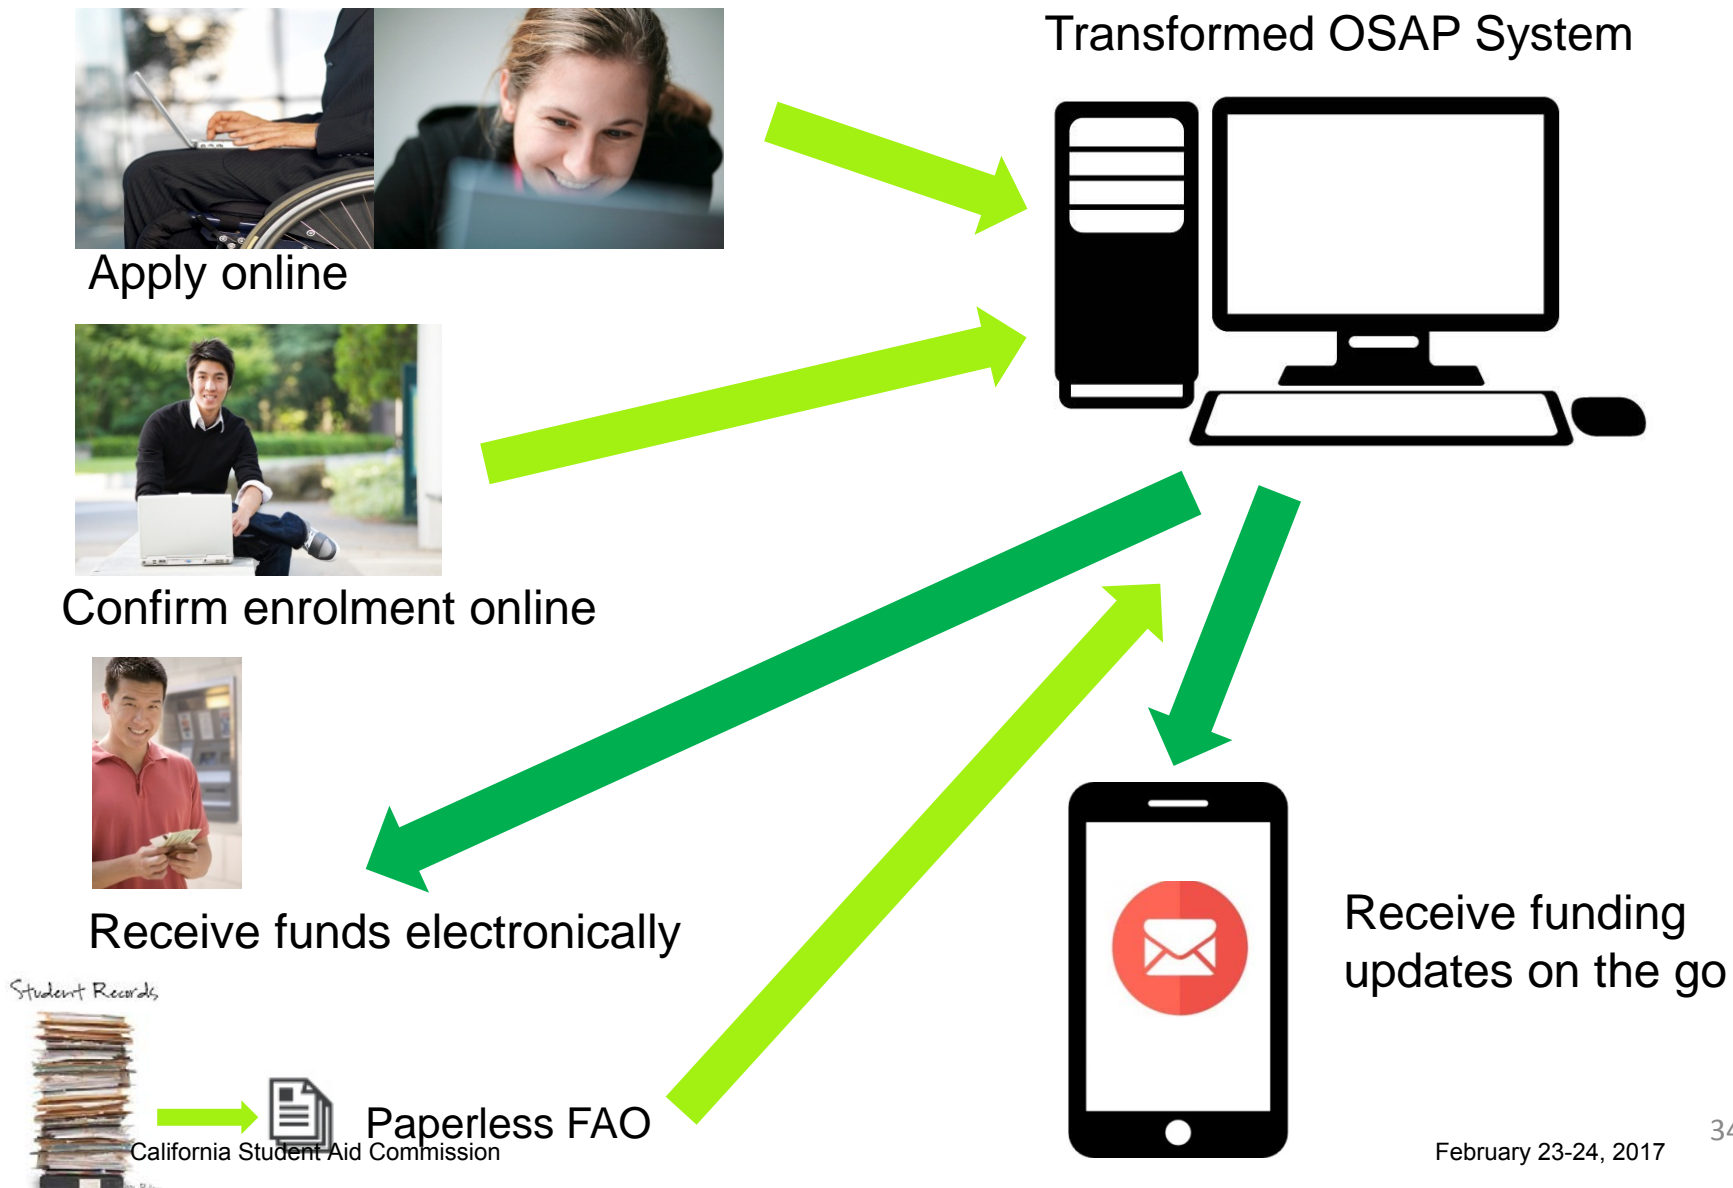 Transformed OSAP System
Apply online
Confirm enrolment online
Receive funds electronically
Receive funding
updates on the go
Student Records
Paperless FAO
California Student Aid Commission
February 23-24, 2017
34